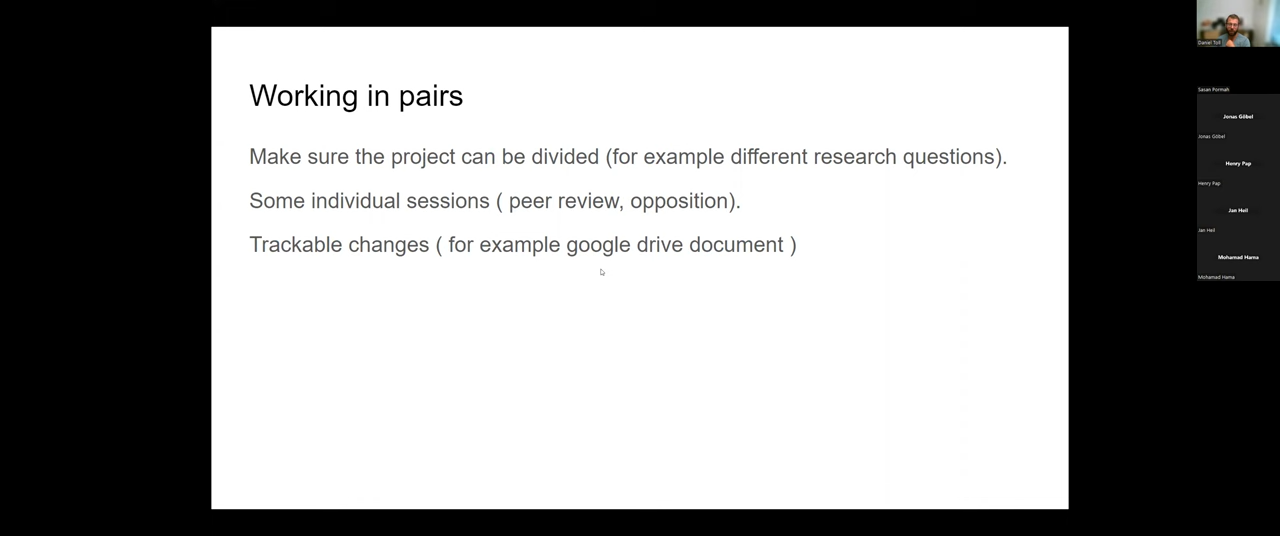 Working in pairs
Make sure the project can be divided (for example different research questions).
Some individual sessions ( peer review, opposition).
Trackable changes ( for example google drive document )
Daniel Toll
Sasan Pormah
Jonas Göbel
Jonas Göbel
Henry Pap
Henry Pap
Jan Heil
Jan Heil
Mohamad Hama
Mohamad Hama